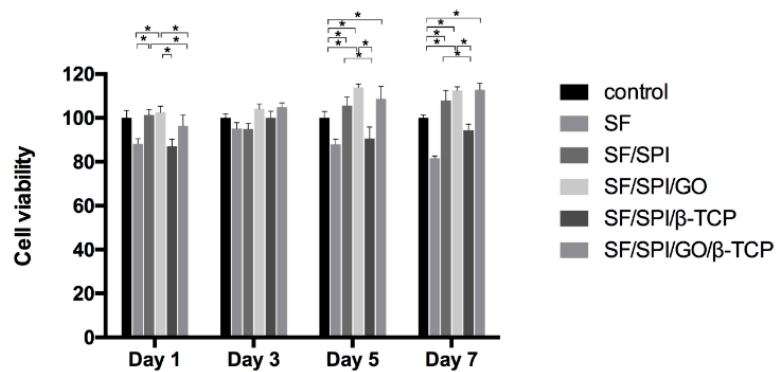 * *
* *
*
*
*
* *
*
*
*
*
* *
*
120
100
80
60
40
20
0
Cell viability
Day 1 Day 3 Day 5 Day 7
control
SF
SF/SPI
SF/SPI/GO
SF/SPI/β-TCP
SF/SPI/GO/β-TCP